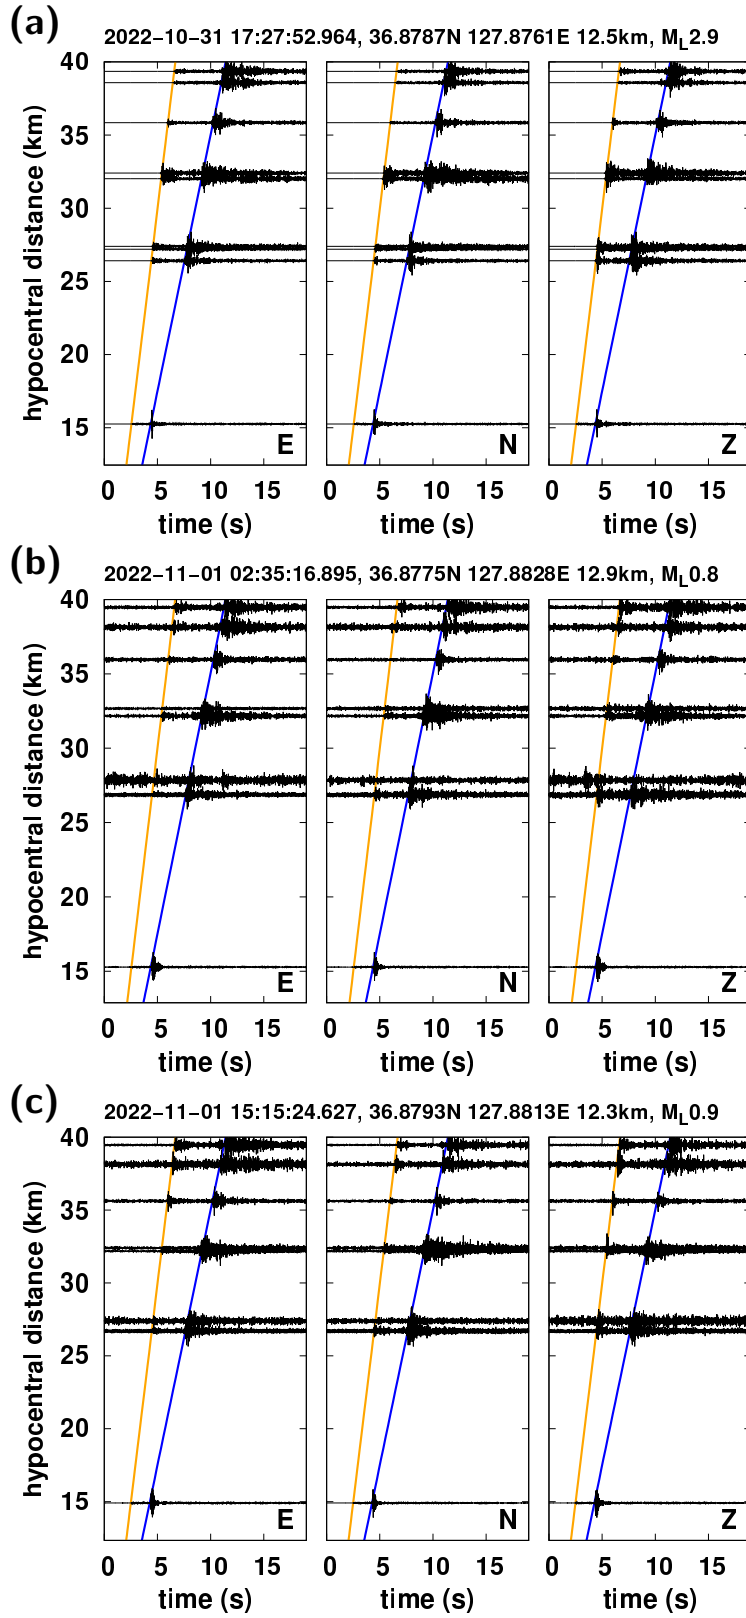 (a)
2022-10-31 17:27:52.964, 36.8787N 127.8761E 12.5km, ML2.9
hypocentral distance (km)
40
35
30
25
20
15
E
N
Z
0 5 10 15
0 5 10 15
0 5 10 15
time (s)
time (s)
time (s)
(b)
2022-11-01 02:35:16.895, 36.8775N 127.8828E 12.9km, ML0.8
hypocentral distance (km)
40
35
30
25
20
15
E
N
Z
0 5 10 15
0 5 10 15
0 5 10 15
time (s)
time (s)
time (s)
(c)
2022-11-01 15:15:24.627, 36.8793N 127.8813E 12.3km, ML0.9
hypocentral distance (km)
40
35
30
25
20
15
E
N
Z
0 5 10 15
0 5 10 15
0 5 10 15
time (s)
time (s)
time (s)